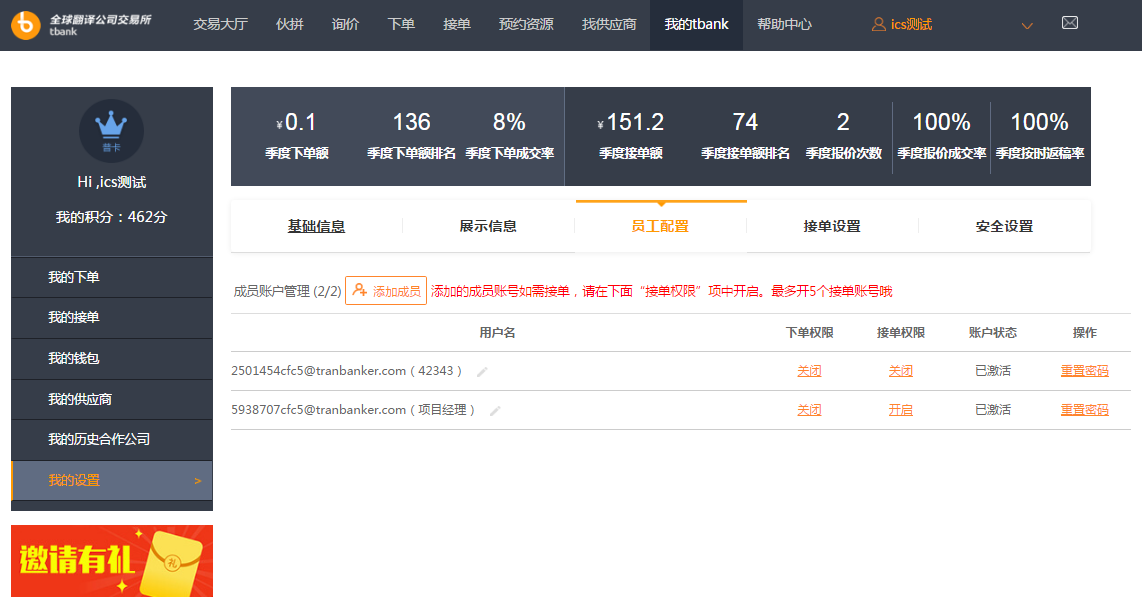 全球翻译公司交易所
tbank
交易大厅 伙拼 询价 下单 接单 预约资源 找供应商 我的tbank 帮助中心 ics测试
普卡
Hi ,ics测试
我的积分：462分
我的下单
我的接单
我的钱包
我的供应商
我的历史合作公司
我的设置 >
邀请有礼
礼
¥0.1 136 8% ¥151.2 74 2 100% 100%
季度下单额 季度下单额排名 季度下单成交率 季度接单额 季度接单额排名 季度报价次数 季度报价成交率 季度按时返稿率
基础信息 展示信息 员工配置 接单设置 安全设置
成员账户管理 (2/2) 添加成员 添加的成员账号如需接单，请在下面“接单权限”项中开启。最多开5个接单账号哦
用户名 下单权限 接单权限 账户状态 操作
2501454cfc5@tranbanker.com ( 42343 ) 关闭 关闭 已激活 重置密码
5938707cfc5@tranbanker.com ( 项目经理 ) 关闭 开启 已激活 重置密码